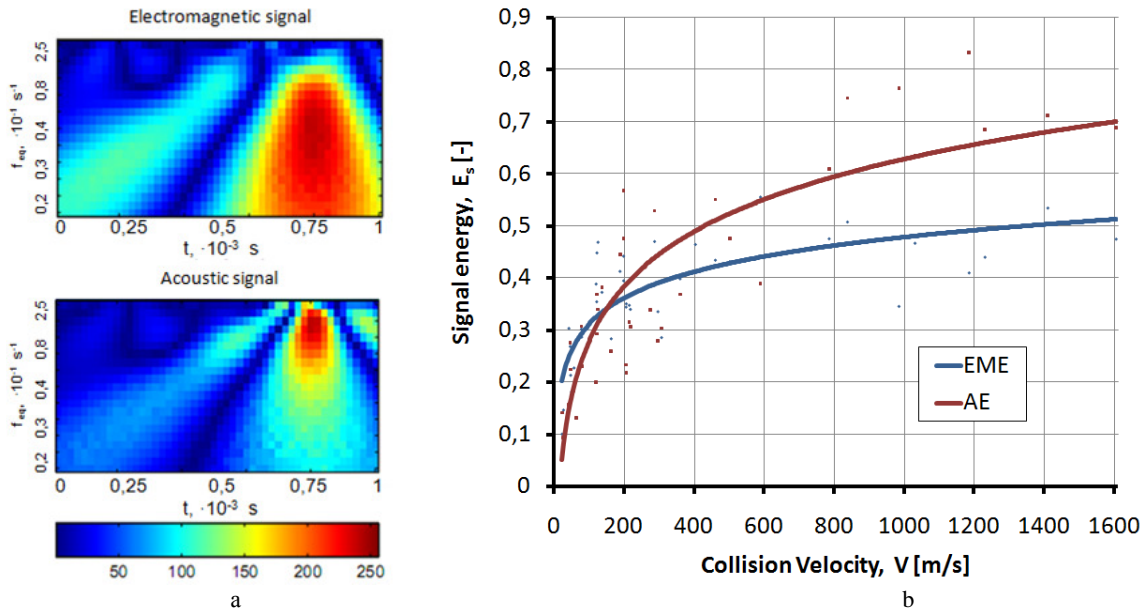 Electromagnetic signal
2,5
0,8
0,4
0,3
0,2
f eq, ·10⁻¹ s⁻¹
0 0,25 0,5 0,75 1
t, ·10⁻³ s
Acoustic signal
2,5
0,8
0,4
0,3
0,2
f eq, ·10⁻¹ s⁻¹
0 0,25 0,5 0,75 1
t, ·10⁻³ s
50 100 150 200 250
a
0,9
0,8
0,7
0,6
0,5
0,4
0,3
0,2
0,1
0
Signal energy, Eₛ [-]
EME
AE
0 200 400 600 800 1000 1200 1400 1600
Collision Velocity, V [m/s]
b